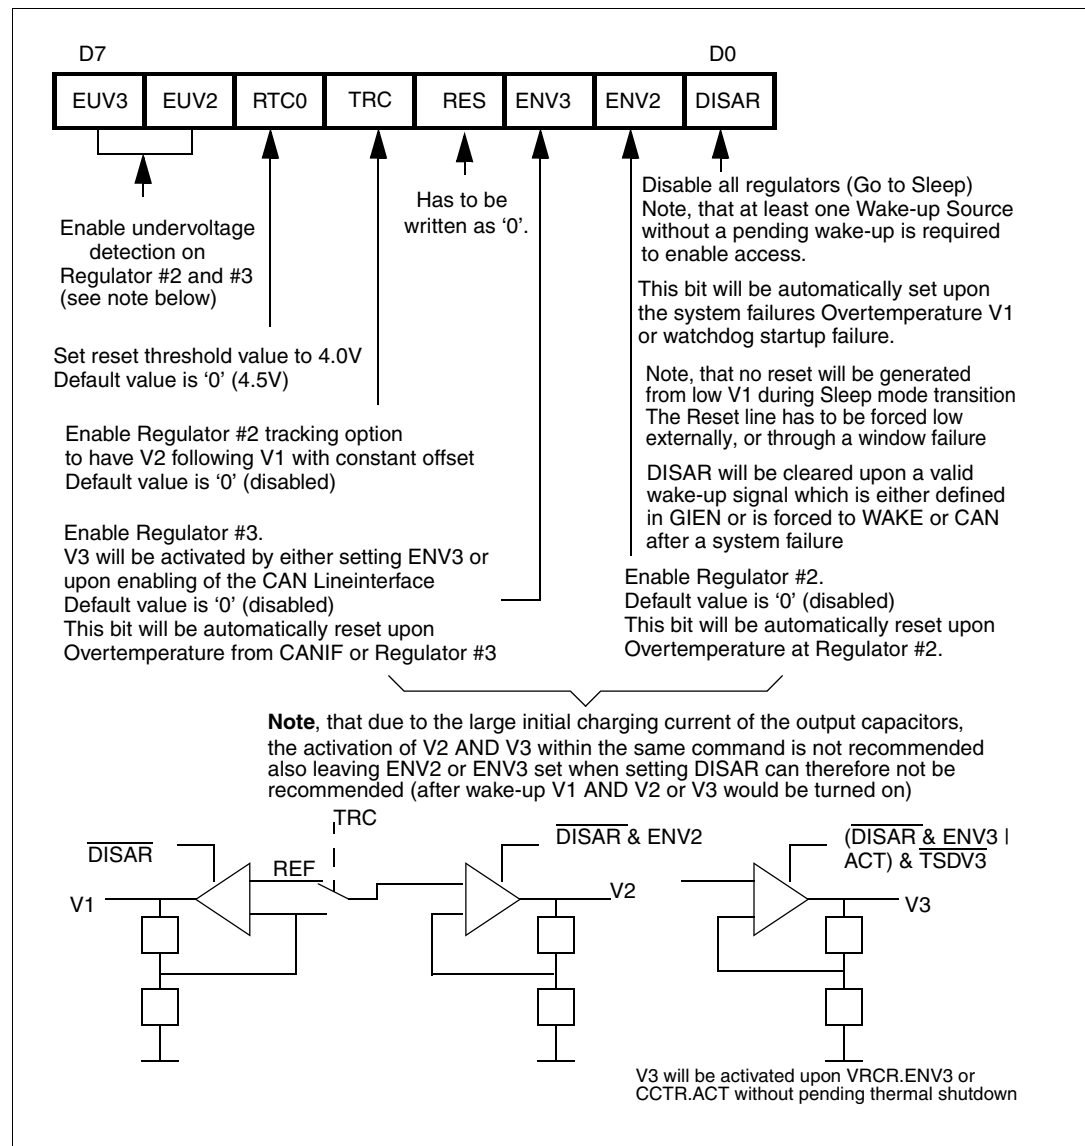 D7
D0
EUV3 EUV2 RTC0 TRC RES ENV3 ENV2 DISAR
Enable undervoltage
detection on
Regulator #2 and #3
(see note below)
Has to be
written as ‘0’.
Disable all regulators (Go to Sleep)
Note, that at least one Wake-up Source
without a pending wake-up is required
to enable access.
This bit will be automatically set upon
the system failures Overtemperature V1
or watchdog startup failure.
Note, that no reset will be generated
from low V1 during Sleep mode transition
The Reset line has to be forced low
externally, or through a window failure
DISAR will be cleared upon a valid
wake-up signal which is either defined
in GIEN or is forced to WAKE or CAN
after a system failure
Set reset threshold value to 4.0V
Default value is ‘0’ (4.5V)
Enable Regulator #2 tracking option
to have V2 following V1 with constant offset
Default value is ‘0’ (disabled)
Enable Regulator #3.
V3 will be activated by either setting ENV3 or
upon enabling of the CAN Lineinterface
Default value is ‘0’ (disabled)
This bit will be automatically reset upon
Overtemperature from CANIF or Regulator #3
Enable Regulator #2.
Default value is ‘0’ (disabled)
This bit will be automatically reset upon
Overtemperature at Regulator #2.
Note, that due to the large initial charging current of the output capacitors,
the activation of V2 AND V3 within the same command is not recommended
also leaving ENV2 or ENV3 set when setting DISAR can therefore not be
recommended (after wake-up V1 AND V2 or V3 would be turned on)
TRC
DISAR
REF
V1
DISAR & ENV2
V2
(DISAR & ENV3 |
ACT) & TSDV3
V3
V3 will be activated upon VRCR.ENV3 or
CCTR.ACT without pending thermal shutdown